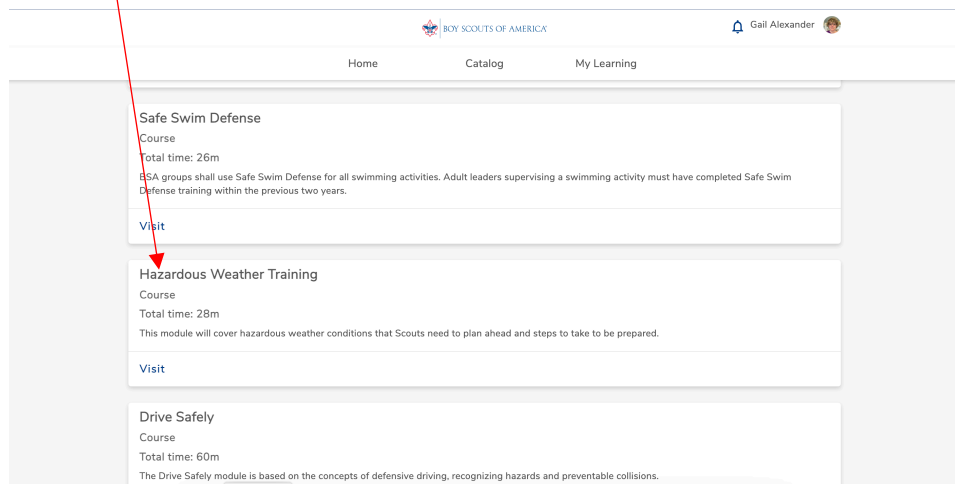 BOY SCOUTS OF AMERICA®
Gail Alexander
Home Catalog My Learning
Safe Swim Defense
Course
Total time: 26m
BSA groups shall use Safe Swim Defense for all swimming activities. Adult leaders supervising a swimming activity must have completed Safe Swim
Defense training within the previous two years.
Visit
Hazardous Weather Training
Course
Total time: 28m
This module will cover hazardous weather conditions that Scouts need to plan ahead and steps to take to be prepared.
Visit
Drive Safely
Course
Total time: 60m
The Drive Safely module is based on the concepts of defensive driving, recognizing hazards and preventable collisions.